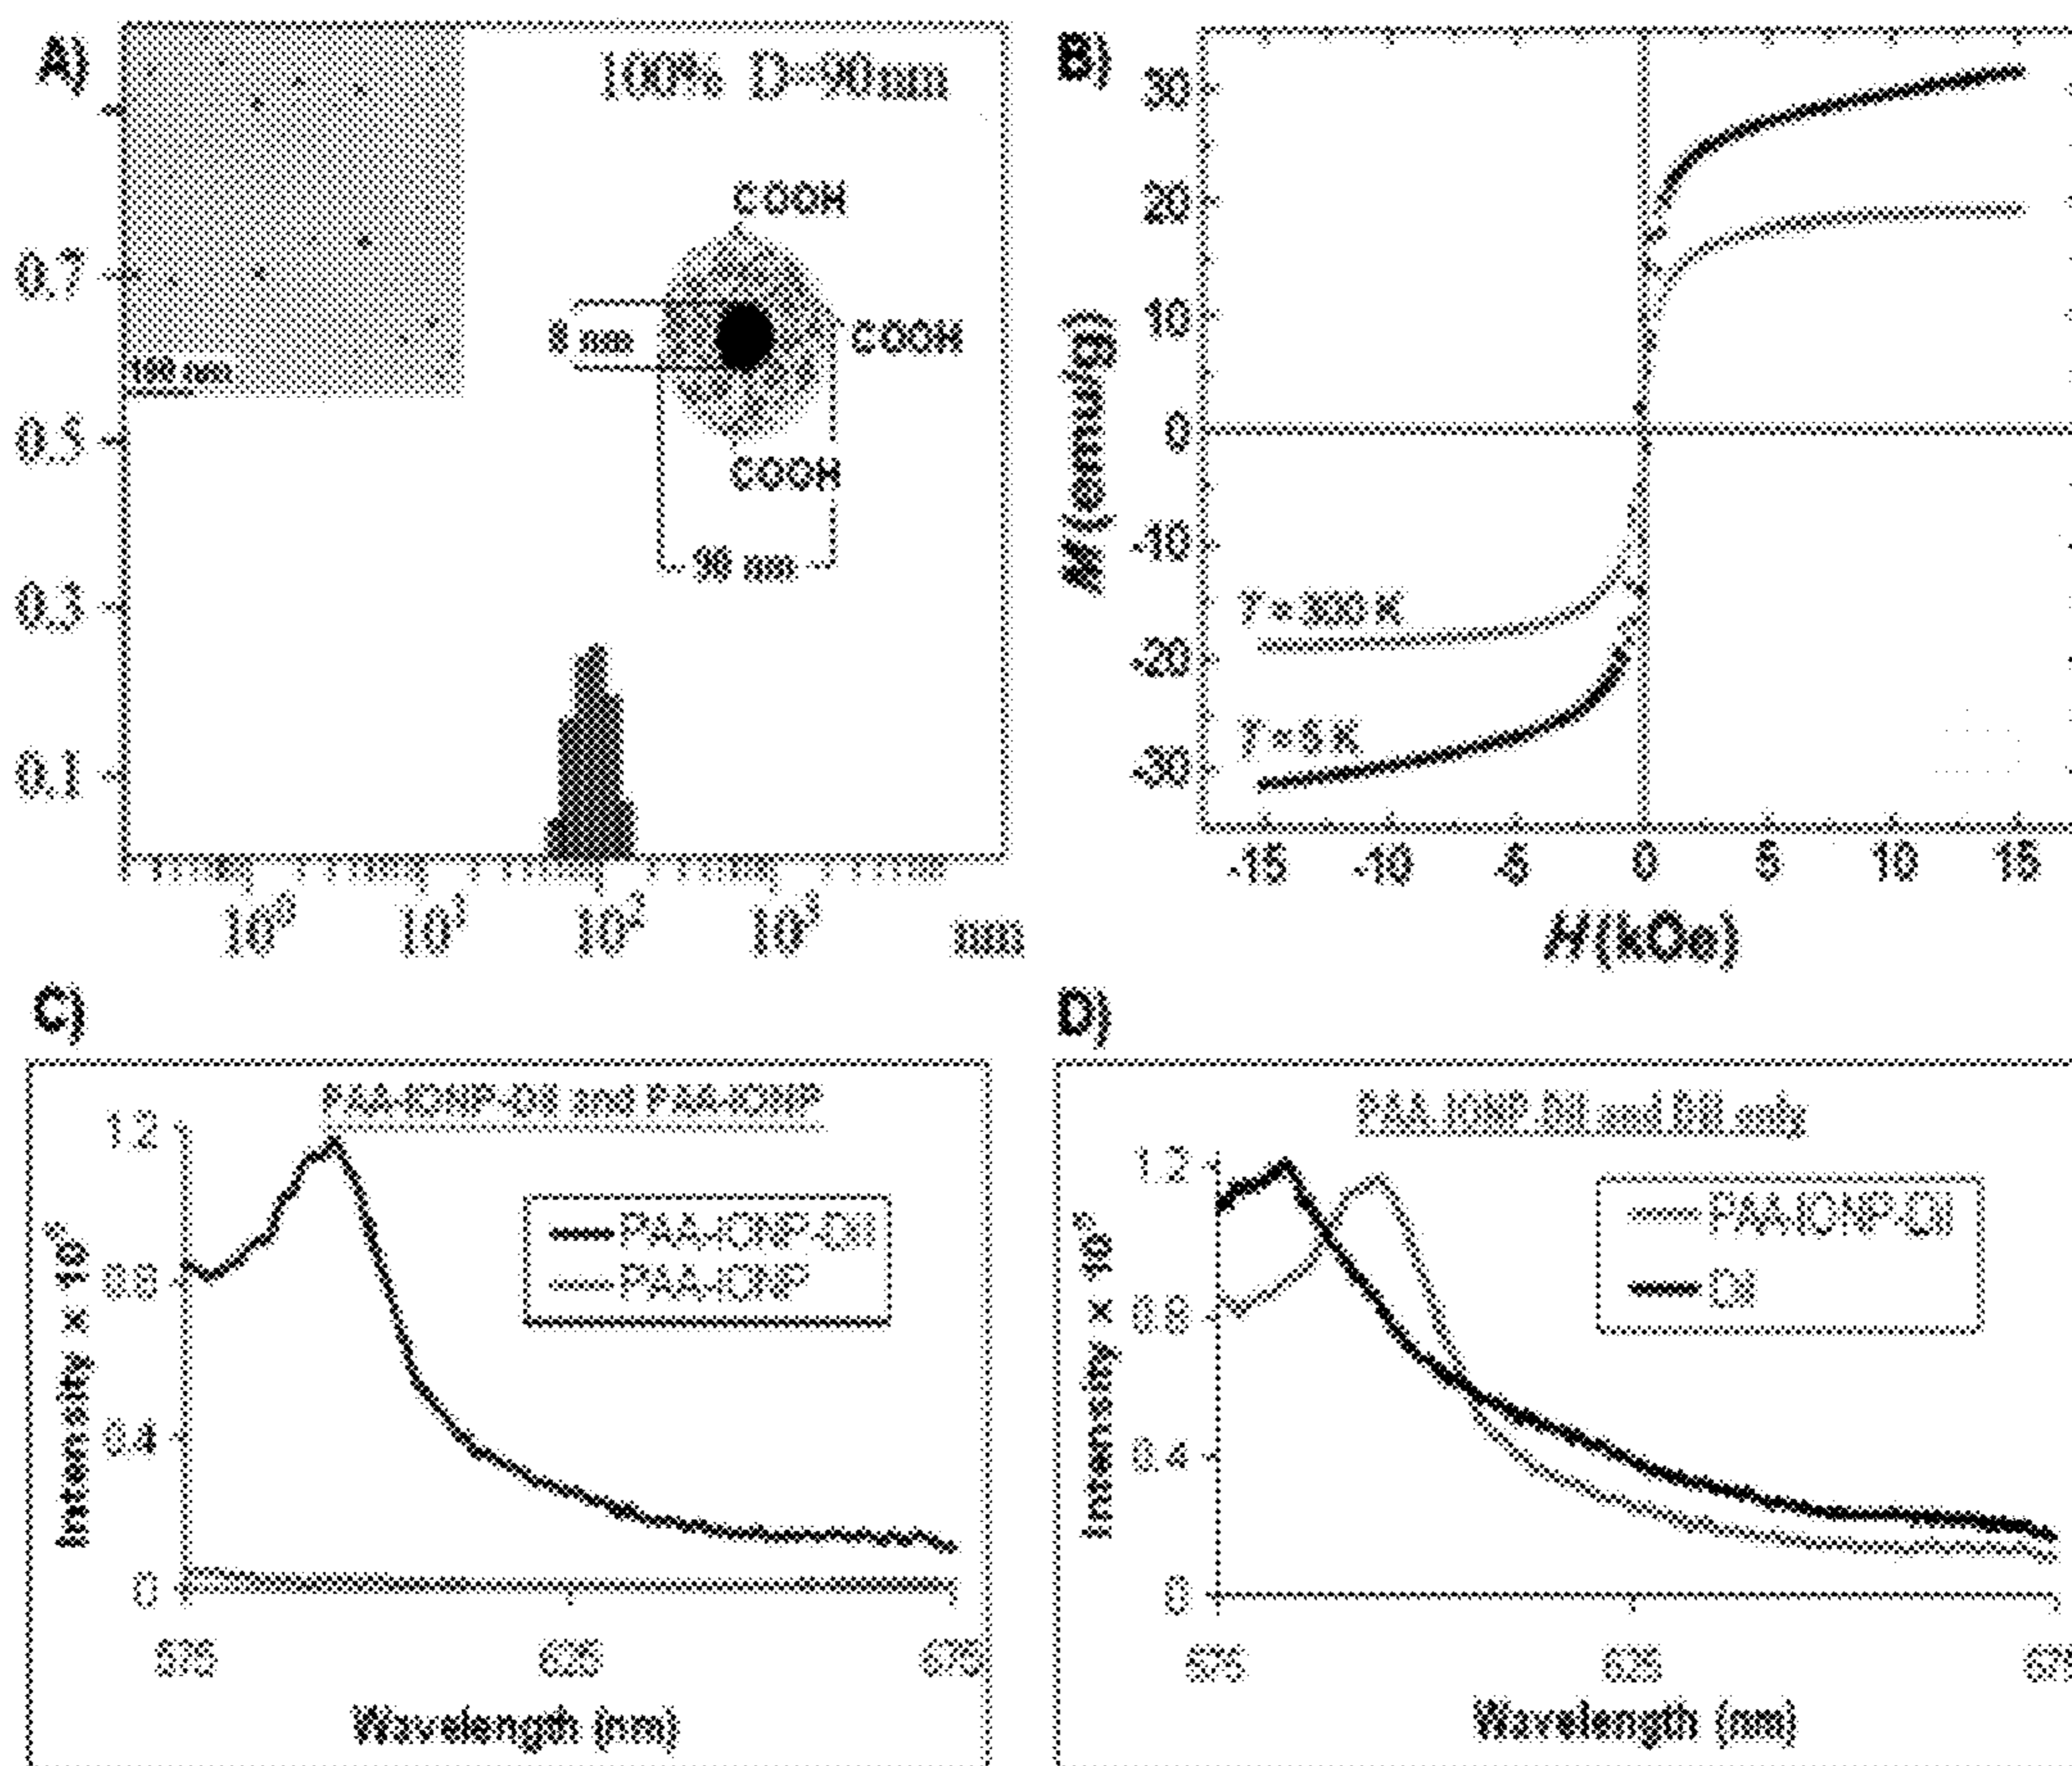 A)
100% D=90nm
COOH
8 nm
COOH
COOH
90 nm
0.7
0.5
0.3
0.1
10⁰ 10¹ 10² 10³ nm
B)
M (emu/g)
30
20
10
0
-10
-20
-30
T = 300 K
T = 5 K
-15 -10 -5 0 5 10 15
H (kOe)
C)
PAA-IONP-DiI and PAA-IONP
Intensity ×
1.2
0.8
0.4
0
PAA-IONP-DiI
PAA-IONP
575 625 675
Wavelength (nm)
D)
PAA-IONP-DiI and DiI only
Intensity ×
1.2
0.8
0.4
0
PAA-IONP-DiI
DiI
575 625
Wavelength (nm)